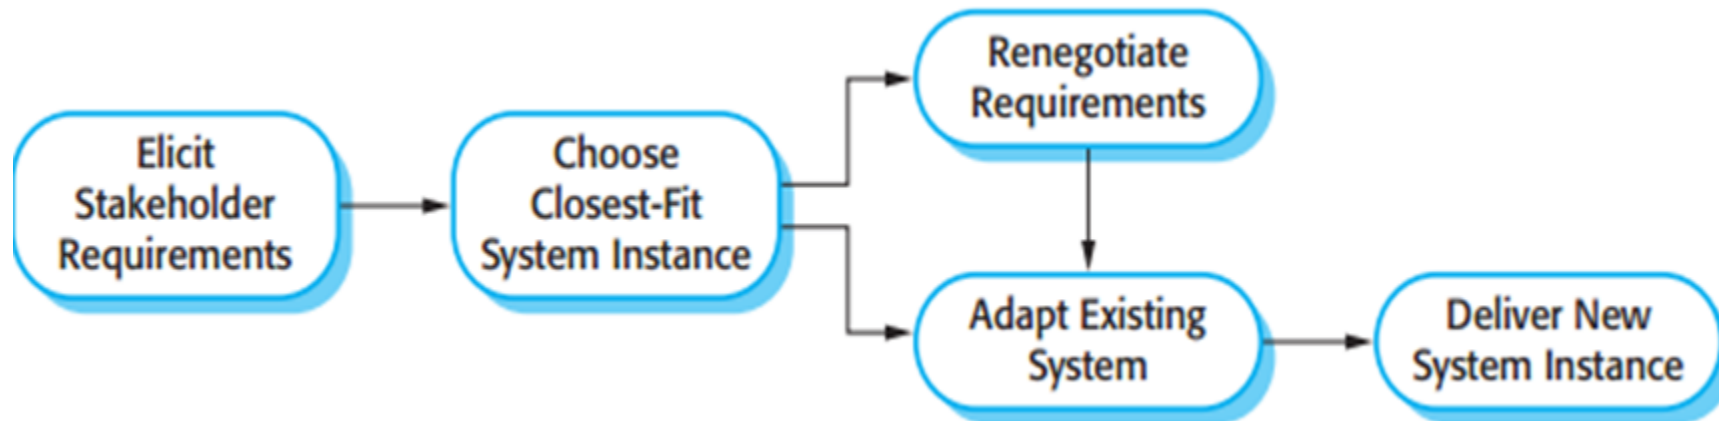 Elicit
Stakeholder
Requirements
Choose
Closest-Fit
System Instance
Renegotiate
Requirements
Adapt Existing
System
Deliver New
System Instance